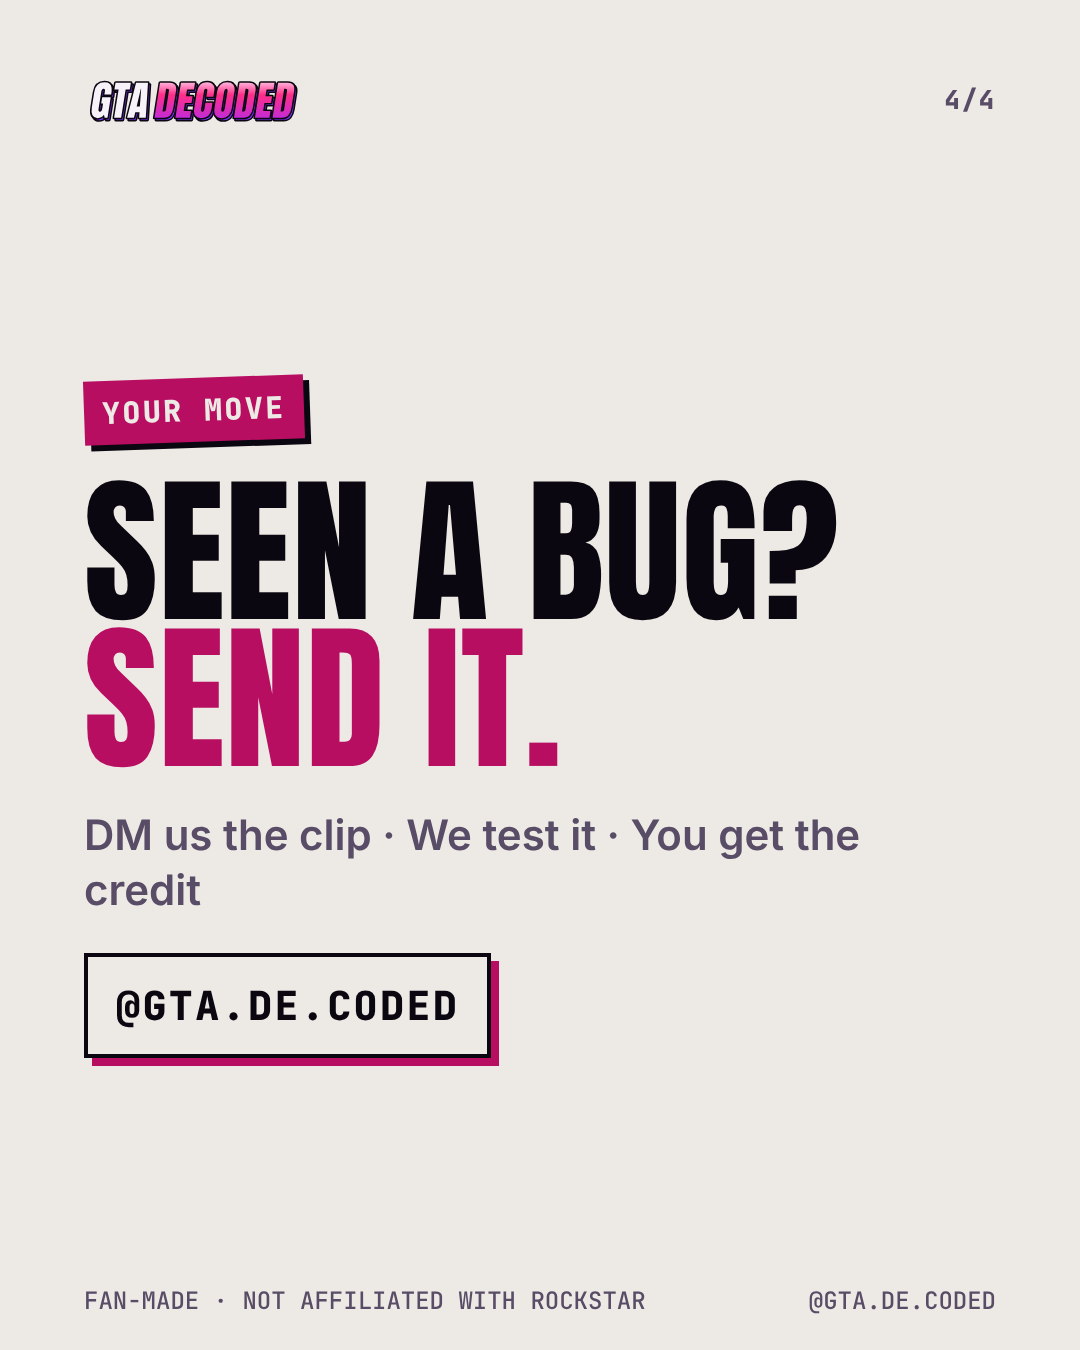 GTA DECODED
4/4
YOUR MOVE
SEEN A BUG?
SEND IT.
DM us the clip · We test it · You get the
credit
@GTA.DE.CODED
FAN-MADE · NOT AFFILIATED WITH ROCKSTAR
@GTA.DE.CODED